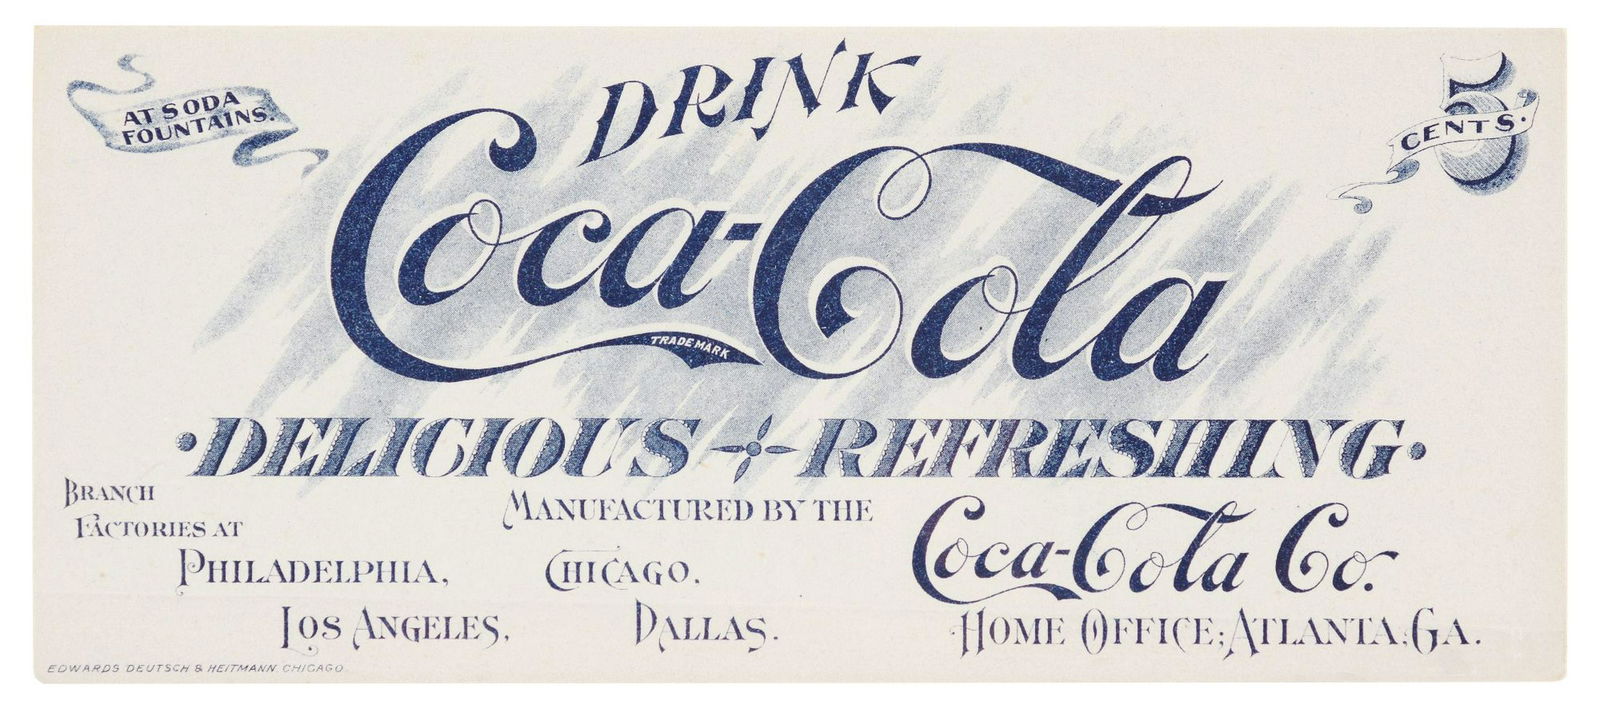 AT SODA
FOUNTAINS.
DRINK
5
CENTS.
Coca-Cola
TRADE MARK
·DELICIOUS REFRESHING·
BRANCH
FACTORIES AT
PHILADELPHIA,
CHICAGO.
LOS ANGELES,
DALLAS.
MANUFACTURED BY THE
Coca-Cola Co.
HOME OFFICE; ATLANTA, GA.
EDWARDS DEUTSCH & HEITMANN. CHICAGO